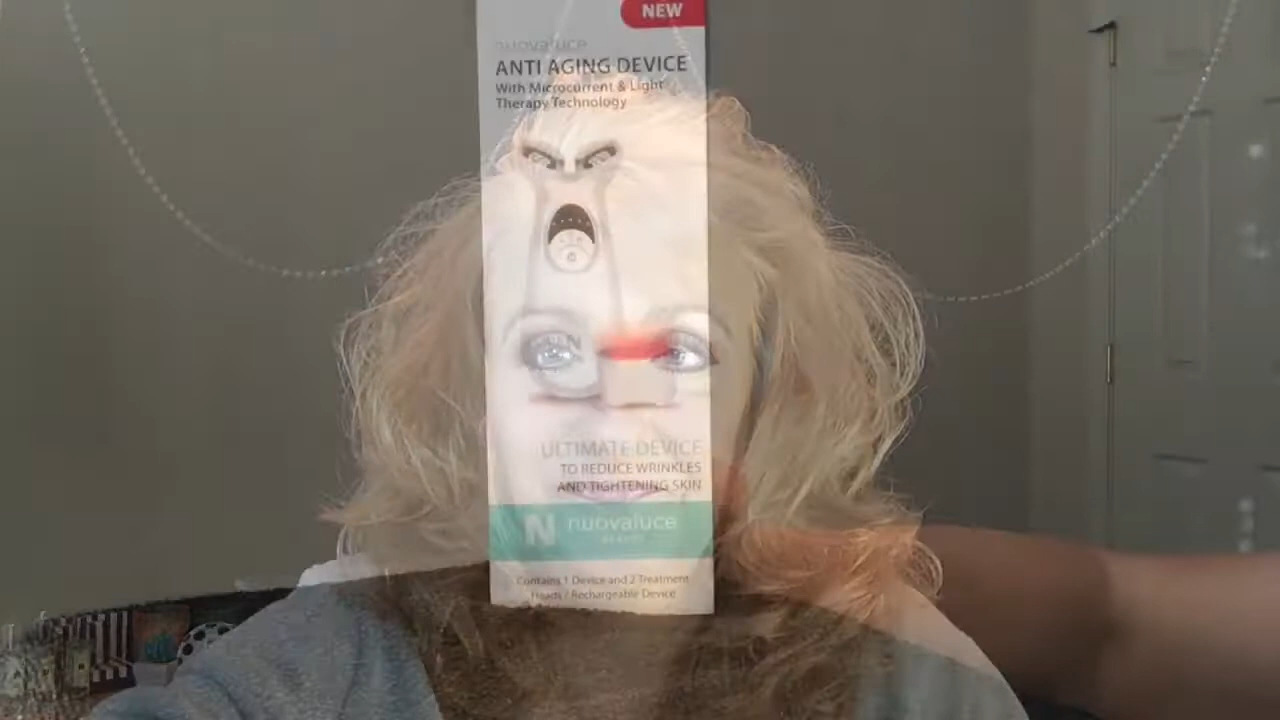 NEW
nuovaluce
ANTI AGING DEVICE
With Microcurrent & Light
Therapy Technology
ULTIMATE DEVICE
TO REDUCE WRINKLES
AND TIGHTENING SKIN
N nuovaluce
BEAUTY
Contains 1 Device and 2 Treatment
Heads / Rechargeable Device